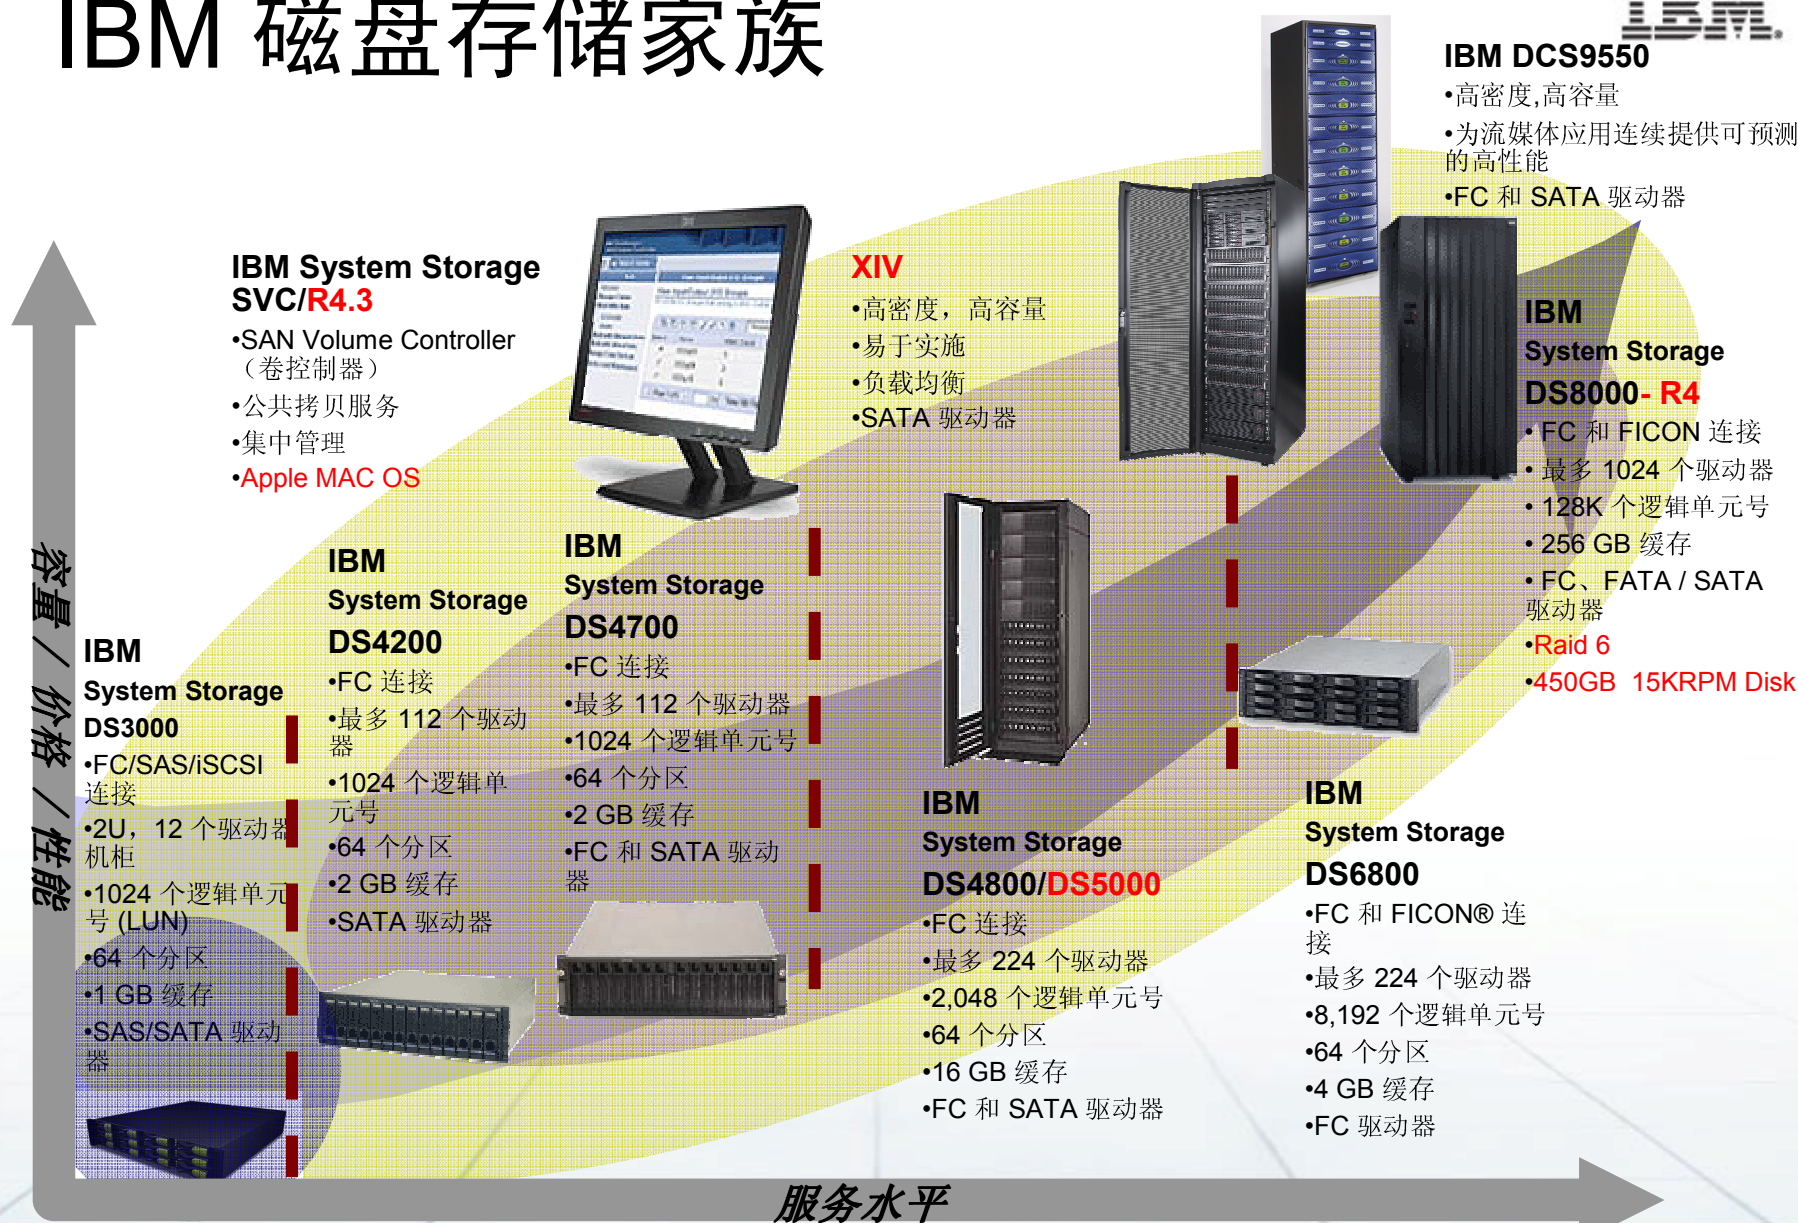 IBM 磁盘存储家族
IBM.
IBM DCS9550
•高密度,高容量
•为流媒体应用连续提供可预测
的高性能
•FC 和 SATA 驱动器
IBM System Storage
SVC/R4.3
•SAN Volume Controller
（卷控制器）
•公共拷贝服务
•集中管理
•Apple MAC OS
XIV
•高密度，高容量
•易于实施
•负载均衡
•SATA 驱动器
IBM
System Storage
DS8000- R4
• FC 和 FICON 连接
• 最多 1024 个驱动器
• 128K 个逻辑单元号
• 256 GB 缓存
• FC、FATA / SATA
驱动器
•Raid 6
•450GB 15KRPM Disk
容量 / 价格 / 性能
IBM
System Storage
DS3000
•FC/SAS/iSCSI
连接
•2U，12 个驱动器
机柜
•1024 个逻辑单元
号 (LUN)
•64 个分区
•1 GB 缓存
•SAS/SATA 驱动
器
IBM
System Storage
DS4200
•FC 连接
•最多 112 个驱动
器
•1024 个逻辑单
元号
•64 个分区
•2 GB 缓存
•SATA 驱动器
IBM
System Storage
DS4700
•FC 连接
•最多 112 个驱动器
•1024 个逻辑单元号
•64 个分区
•2 GB 缓存
•FC 和 SATA 驱动
器
IBM
System Storage
DS4800/DS5000
•FC 连接
•最多 224 个驱动器
•2,048 个逻辑单元号
•64 个分区
•16 GB 缓存
•FC 和 SATA 驱动器
IBM
System Storage
DS6800
•FC 和 FICON® 连
接
•最多 224 个驱动器
•8,192 个逻辑单元号
•64 个分区
•4 GB 缓存
•FC 驱动器
服务水平